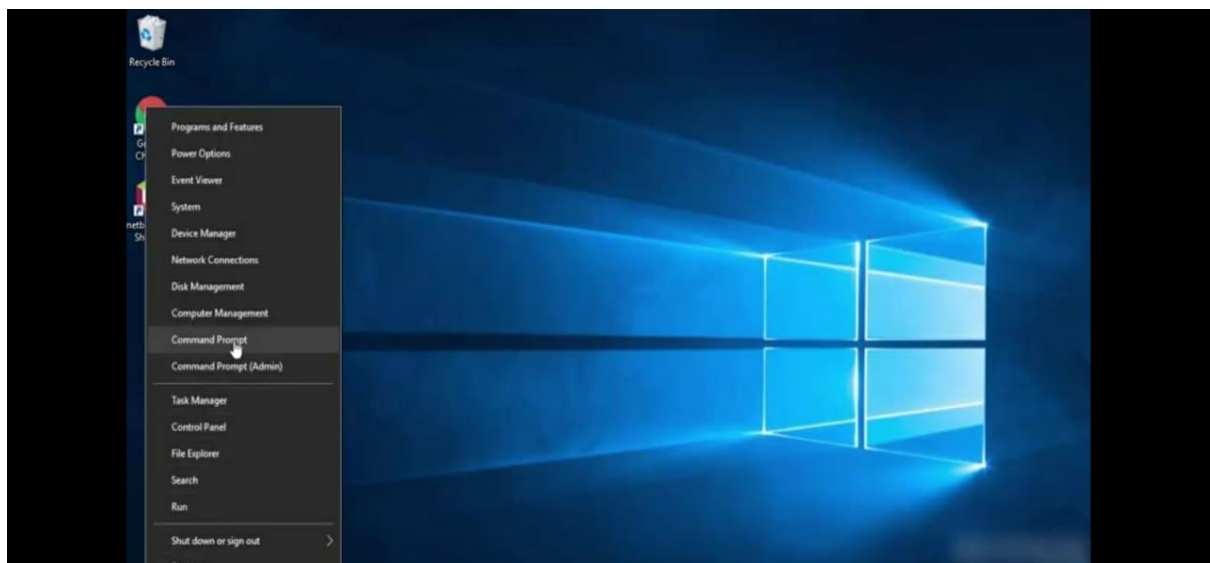 Recycle Bin
Programs and Features
Power Options
Event Viewer
System
Device Manager
Network Connections
Disk Management
Computer Management
Command Prompt
Command Prompt (Admin)
Task Manager
Control Panel
File Explorer
Search
Run
Shut down or sign out